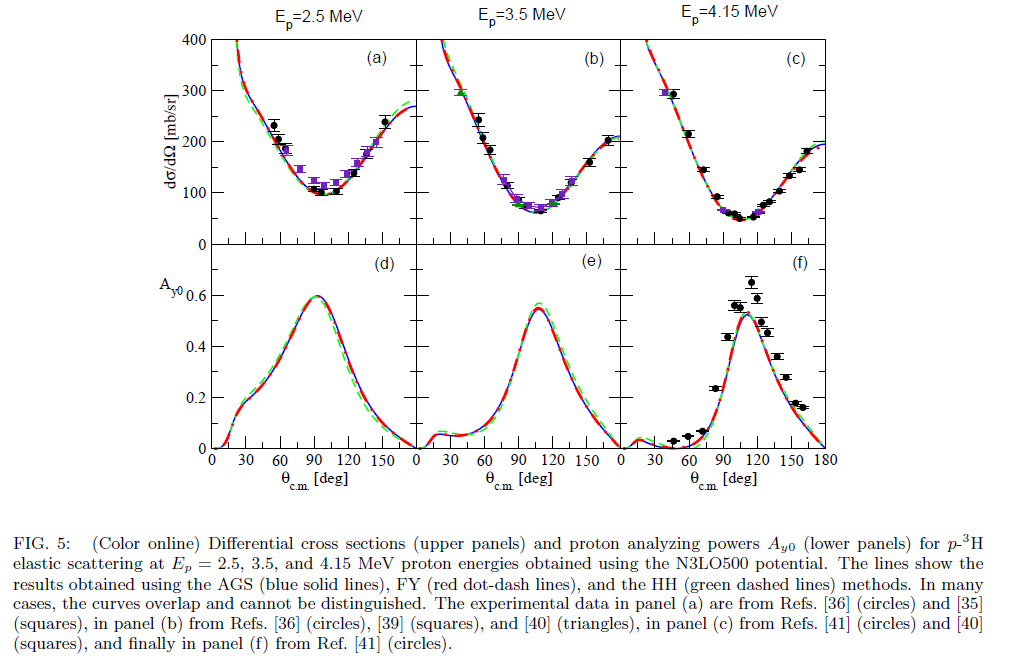 E_p=2.5 MeV E_p=3.5 MeV E_p=4.15 MeV
400
300
200
100
0
dσ/dΩ [mb/sr]
(a) (b) (c)
(d) (e) (f)
A_y0
0.6
0.4
0.2
0
0 30 60 90 120 150 0 30 60 90 120 150 0 30 60 90 120 150 180
θ_c.m. [deg] θ_c.m. [deg] θ_c.m. [deg]
FIG. 5: (Color online) Differential cross sections (upper panels) and proton analyzing powers A_y0 (lower panels) for p-³H
elastic scattering at E_p = 2.5, 3.5, and 4.15 MeV proton energies obtained using the N3LO500 potential. The lines show the
results obtained using the AGS (blue solid lines), FY (red dot-dash lines), and the HH (green dashed lines) methods. In many
cases, the curves overlap and cannot be distinguished. The experimental data in panel (a) are from Refs. [36] (circles) and [35]
(squares), in panel (b) from Refs. [36] (circles), [39] (squares), and [40] (triangles), in panel (c) from Refs. [41] (circles) and [40]
(squares), and finally in panel (f) from Ref. [41] (circles).